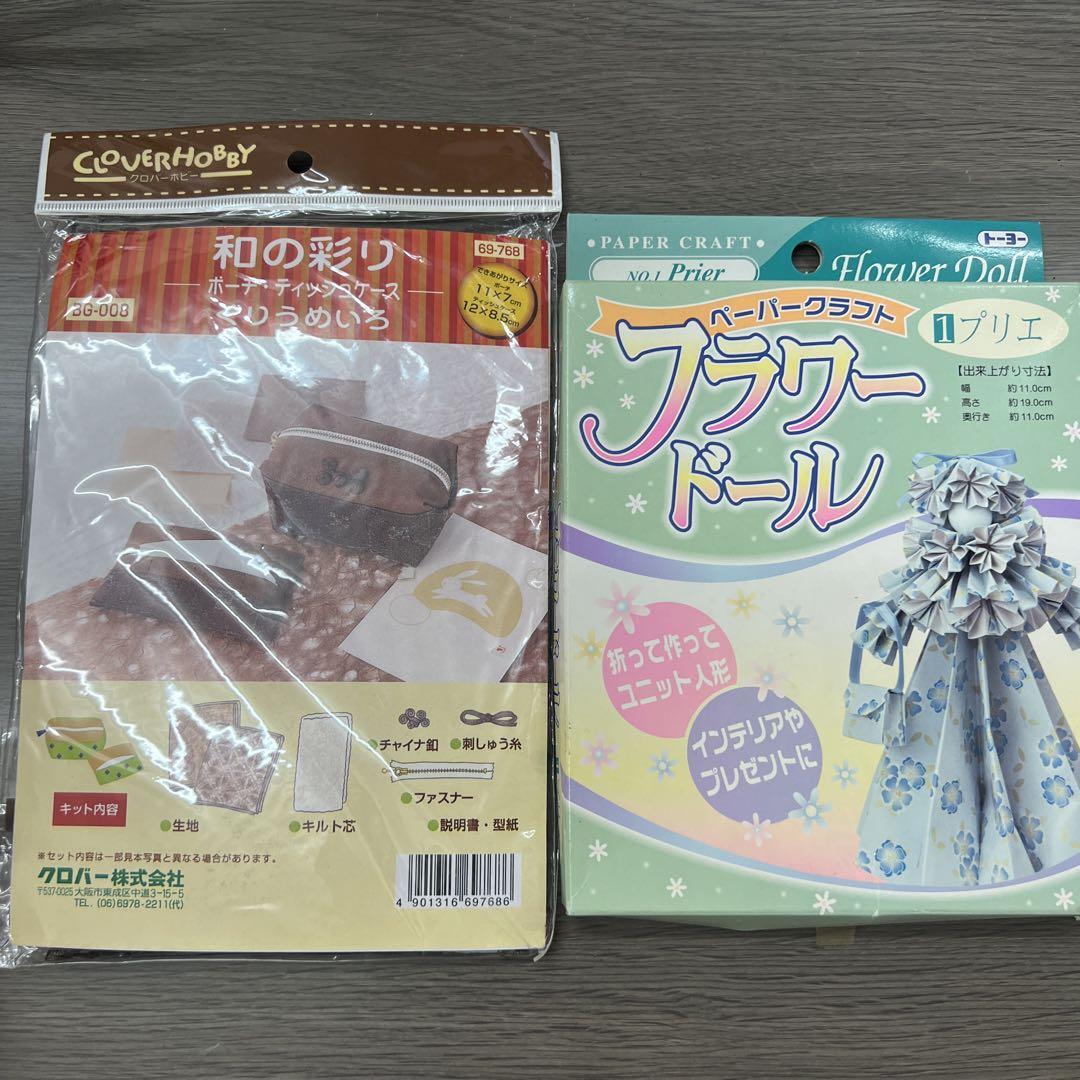 CLOVERHOBBY
クロバーホビー
和の彩り
ポーチ・ティッシュケース
くりうめいろ
69-768
BG-008
できあがりサイズ
ポーチ
11×7cm
ティッシュケース
12×8.5cm
チャイナ釦
刺しゅう糸
ファスナー
キット内容
生地
キルト芯
説明書・型紙
※セット内容は一部見本写真と異なる場合があります。
クロバー株式会社
〒537-0025 大阪市東成区中道3-15-5
TEL. (06)6978-2211(代)
4 901316 697686
・PAPER CRAFT・
NO.1 Prier
トーヨー
Flower Doll
ペーパークラフト
フラワー
ドール
1 プリエ
【出来上がり寸法】
幅 約11.0cm
高さ 約19.0cm
奥行き 約11.0cm
折って作って
ユニット人形
インテリアや
プレゼントに